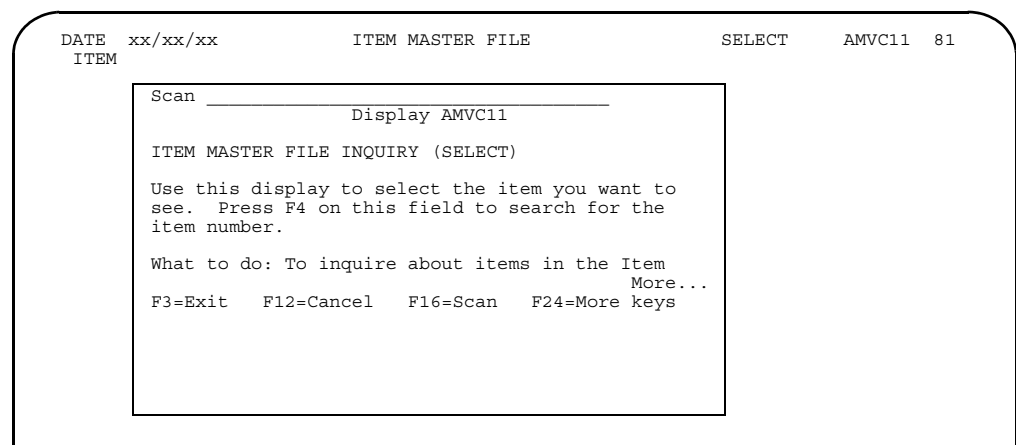 DATE xx/xx/xx ITEM MASTER FILE SELECT AMVC11 81
ITEM
Scan ____________________________________
Display AMVC11
ITEM MASTER FILE INQUIRY (SELECT)
Use this display to select the item you want to
see. Press F4 on this field to search for the
item number.
What to do: To inquire about items in the Item
More...
F3=Exit F12=Cancel F16=Scan F24=More keys